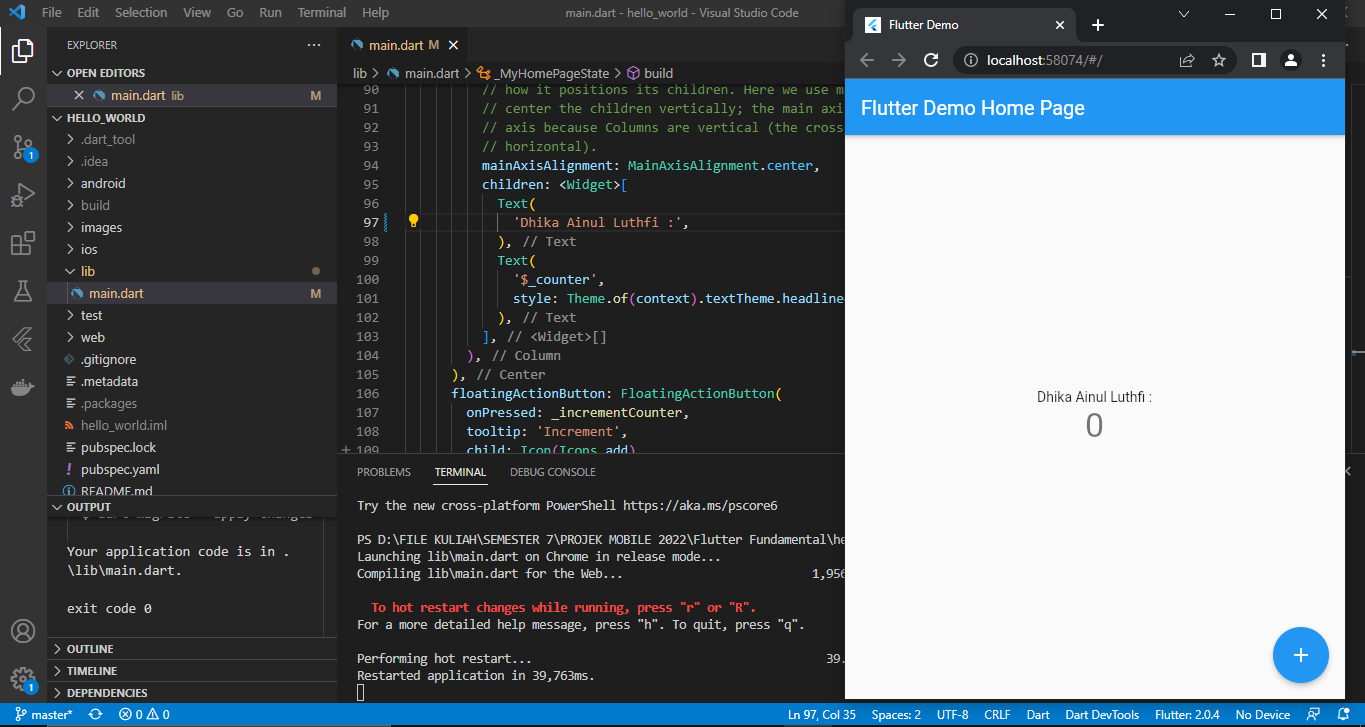 File Edit Selection View Go Run Terminal Help
main.dart - hello_world - Visual Studio Code
EXPLORER
OPEN EDITORS
main.dart lib M
HELLO_WORLD
.dart_tool
.idea
android
build
images
ios
lib
main.dart M
test
web
.gitignore
.metadata
.packages
hello_world.iml
pubspec.lock
pubspec.yaml
README.md
OUTPUT
Your application code is in .
\lib\main.dart.
exit code 0
OUTLINE
TIMELINE
DEPENDENCIES
1
1
main.dart M
lib > main.dart > _MyHomePageState > build
90 // how it positions its children. Here we use
91 // center the children vertically; the main
92 // axis because Columns are vertical (the cross
93 // horizontal).
94 mainAxisAlignment: MainAxisAlignment.center,
95 children: <Widget>[
96 Text(
97 'Dhika Ainul Luthfi :',
98 ), // Text
99 Text(
100 '$_counter',
101 style: Theme.of(context).textTheme.headline
102 ), // Text
103 ], // <Widget>[]
104 ), // Column
105 ), // Center
106 floatingActionButton: FloatingActionButton(
107 onPressed: _incrementCounter,
108 tooltip: 'Increment',
109 child: Icon(Icons.add)
PROBLEMS TERMINAL DEBUG CONSOLE
Try the new cross-platform PowerShell https://aka.ms/pscore6
PS D:\FILE KULIAH\SEMESTER 7\PROJEK MOBILE 2022\Flutter Fundamental\he
Launching lib\main.dart on Chrome in release mode...
Compiling lib\main.dart for the Web... 1,956
To hot restart changes while running, press "r" or "R".
For a more detailed help message, press "h". To quit, press "q".
Performing hot restart... 39.
Restarted application in 39,763ms.
Flutter Demo
localhost:58074/#/
Flutter Demo Home Page
Dhika Ainul Luthfi :
0
master* 0 0 Ln 97, Col 35 Spaces: 2 UTF-8 CRLF Dart Dart DevTools Flutter: 2.0.4 No Device